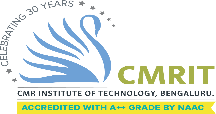 CELEBRATING 30 YEARS
CMRIT
CMR INSTITUTE OF TECHNOLOGY, BENGALURU.
ACCREDITED WITH A++ GRADE BY NAAC